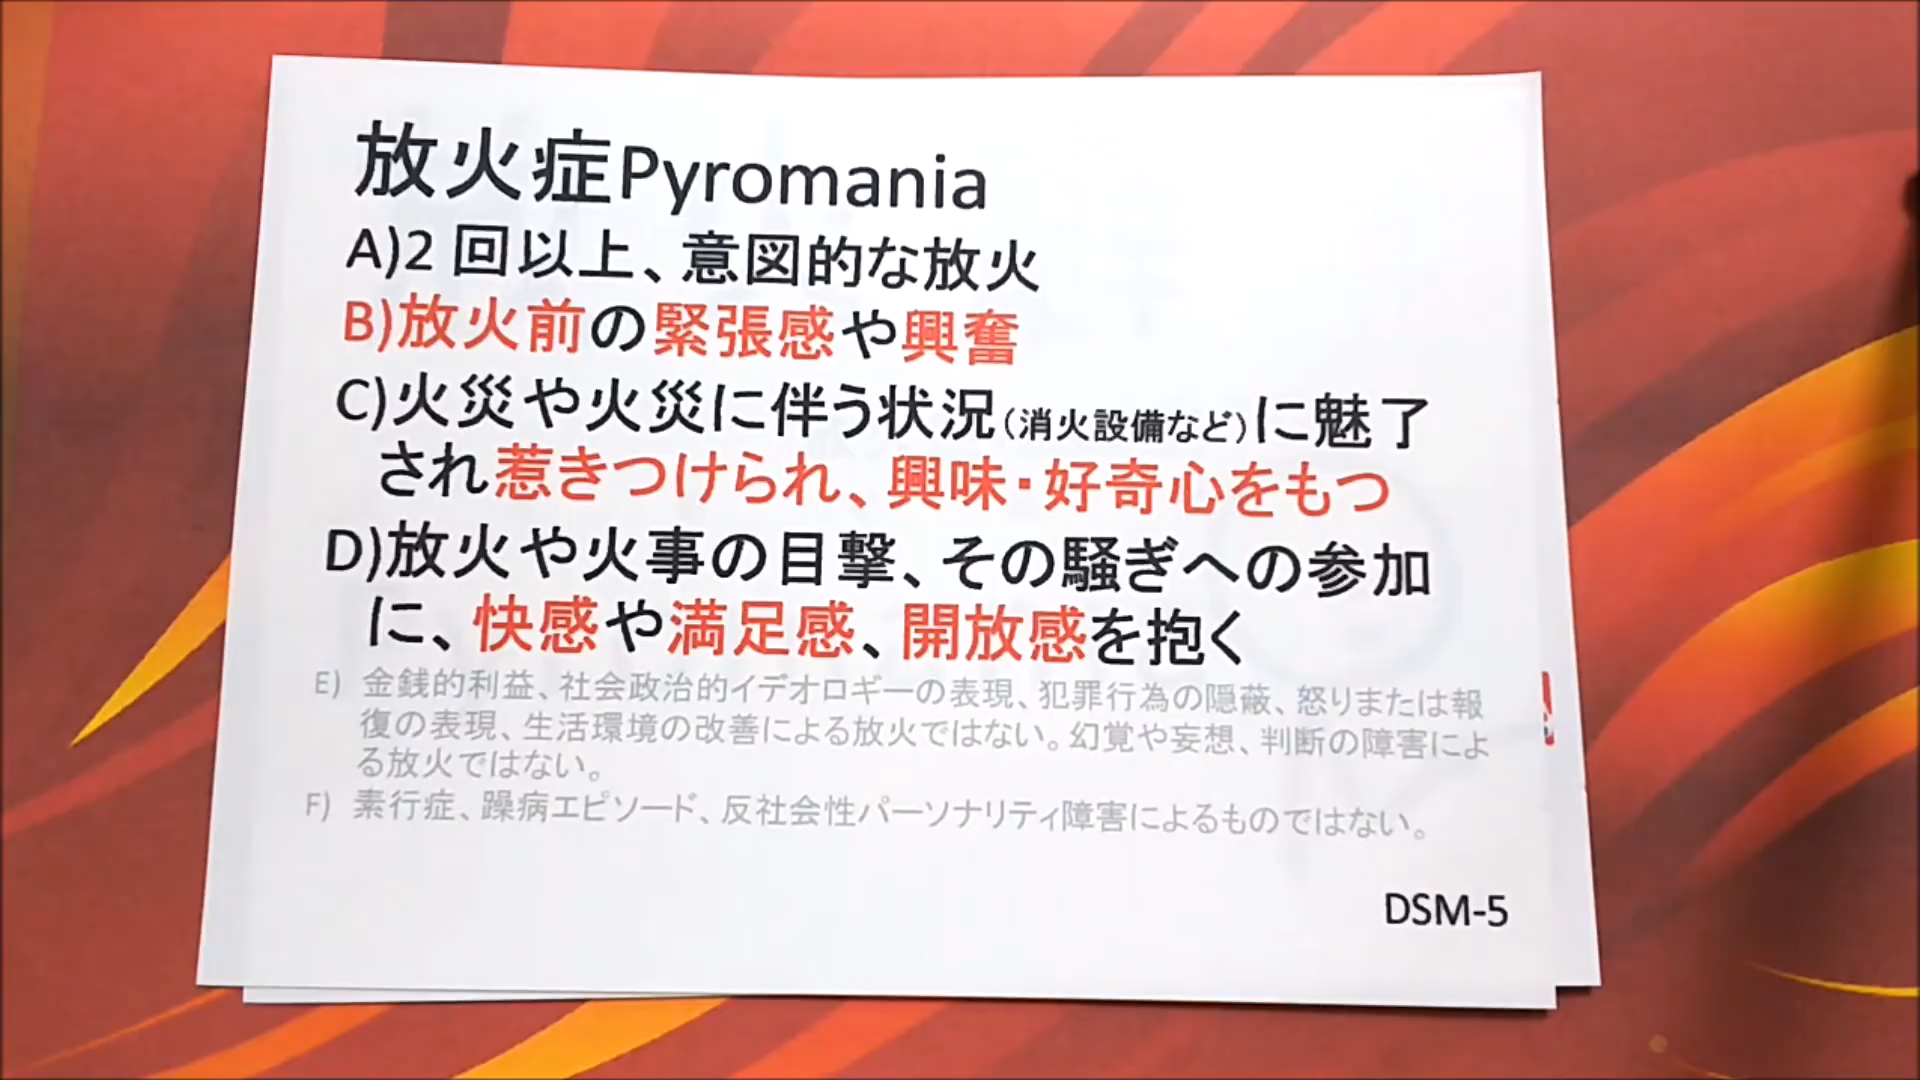 放火症Pyromania
A)2 回以上、意図的な放火
B)放火前の緊張感や興奮
C)火災や火災に伴う状況(消火設備など)に魅了
され惹きつけられ、興味・好奇心をもつ
D)放火や火事の目撃、その騒ぎへの参加
に、快感や満足感、開放感を抱く
E) 金銭的利益、社会政治的イデオロギーの表現、犯罪行為の隠蔽、怒りまたは報
復の表現、生活環境の改善による放火ではない。幻覚や妄想、判断の障害によ
る放火ではない。
F) 素行症、躁病エピソード、反社会性パーソナリティ障害によるものではない。
DSM-5